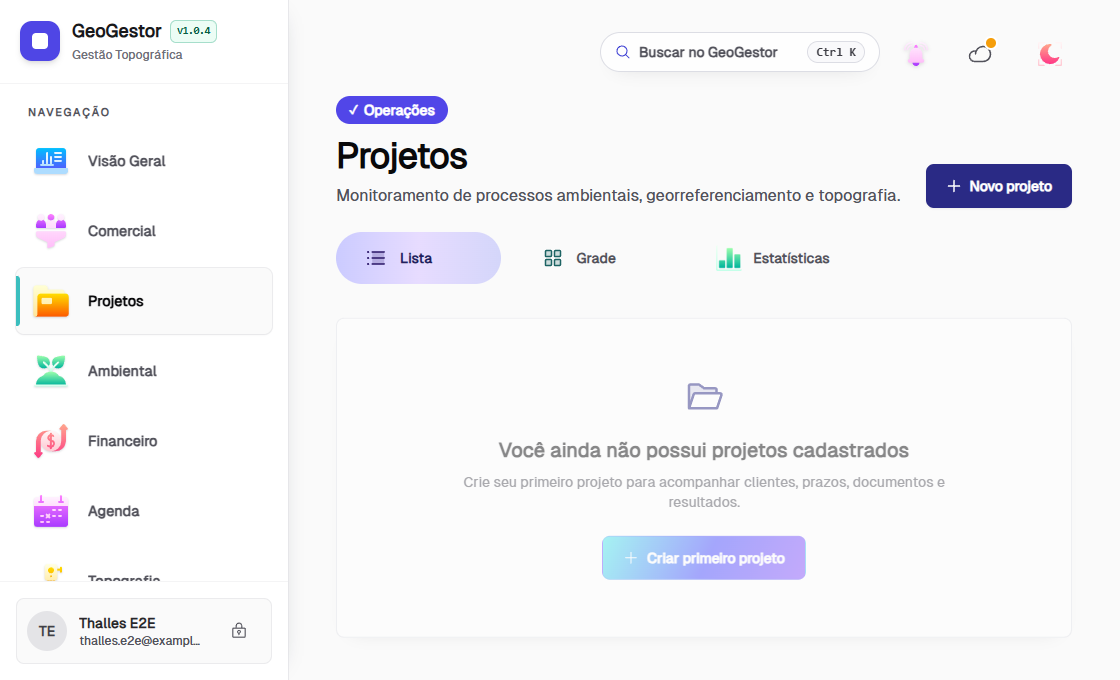 GeoGestor v1.0.4
Gestão Topográfica
NAVEGAÇÃO
Visão Geral
Comercial
Projetos
Ambiental
Financeiro
Agenda
Topografia
TE
Thalles E2E
thalles.e2e@exampl...
Buscar no GeoGestor Ctrl K
✓ Operações
Projetos
Monitoramento de processos ambientais, georreferenciamento e topografia.
+ Novo projeto
Lista
Grade
Estatísticas
Você ainda não possui projetos cadastrados
Crie seu primeiro projeto para acompanhar clientes, prazos, documentos e
resultados.
+ Criar primeiro projeto